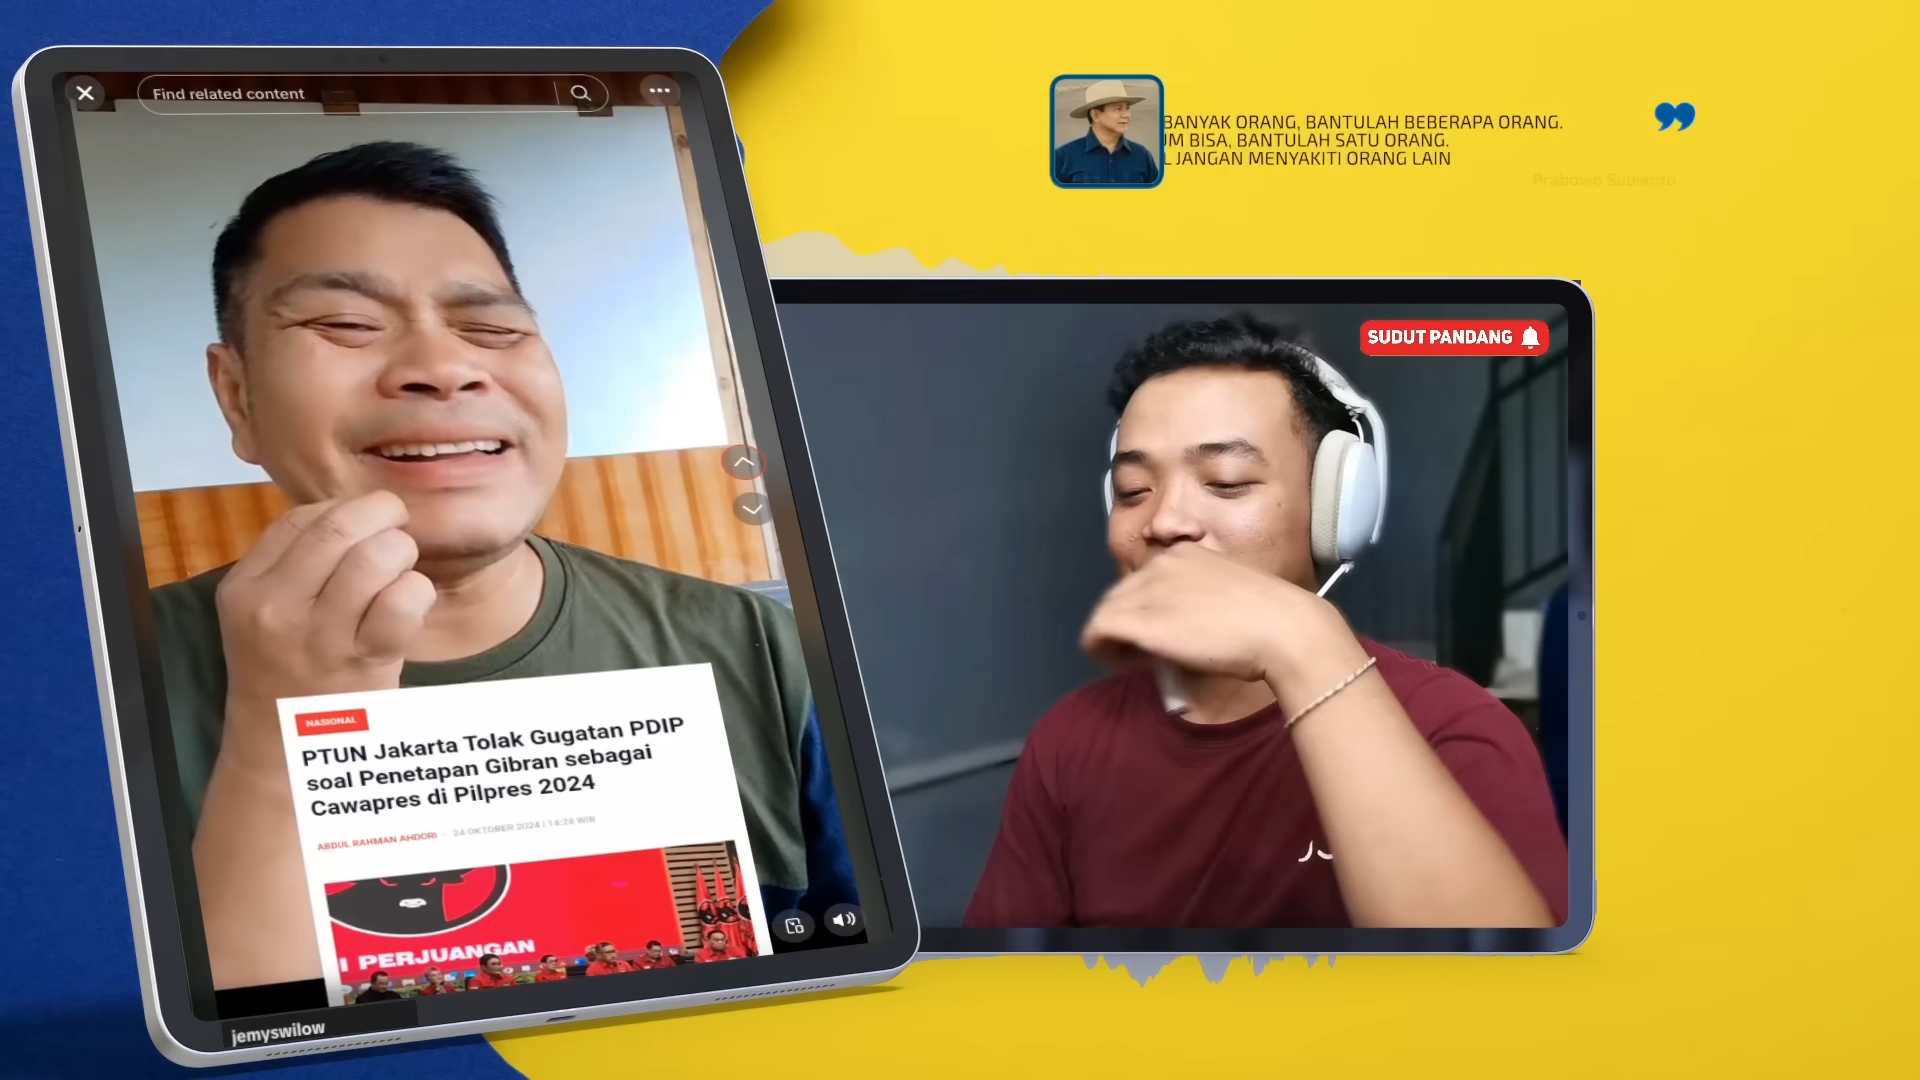 Find related content
BANYAK ORANG, BANTULAH BEBERAPA ORANG.
BISA, BANTULAH SATU ORANG.
JANGAN MENYAKITI ORANG LAIN
Prabowo Subianto
SUDUT PANDANG
NASIONAL
PTUN Jakarta Tolak Gugatan PDIP
soal Penetapan Gibran sebagai
Cawapres di Pilpres 2024
ABDUL RAHMAN AHDORI - 24 OKTOBER 2024 | 14:28 WIB
I PERJUANGAN
jemyswilow